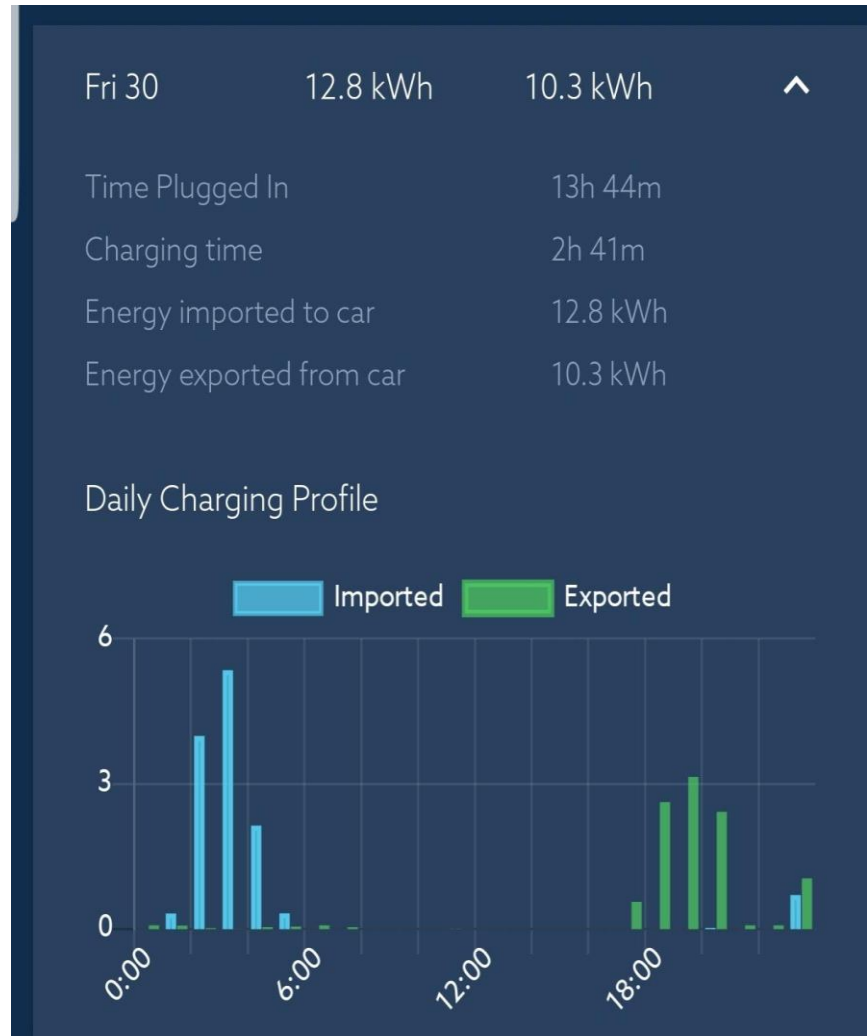 Fri 30 12.8 kWh 10.3 kWh
Time Plugged In 13h 44m
Charging time 2h 41m
Energy imported to car 12.8 kWh
Energy exported from car 10.3 kWh
Daily Charging Profile
Imported Exported
6
3
0
0:00 6:00 12:00 18:00